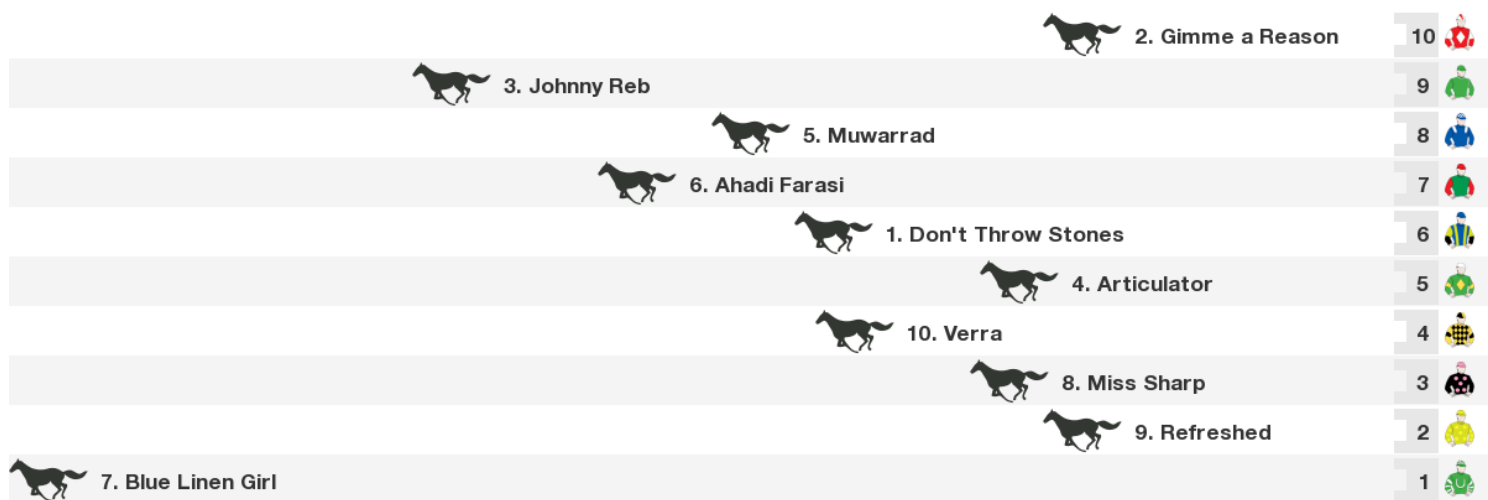 2. Gimme a Reason 10
3. Johnny Reb 9
5. Muwarrad 8
6. Ahadi Farasi 7
1. Don't Throw Stones 6
4. Articulator 5
10. Verra 4
8. Miss Sharp 3
9. Refreshed 2
7. Blue Linen Girl 1